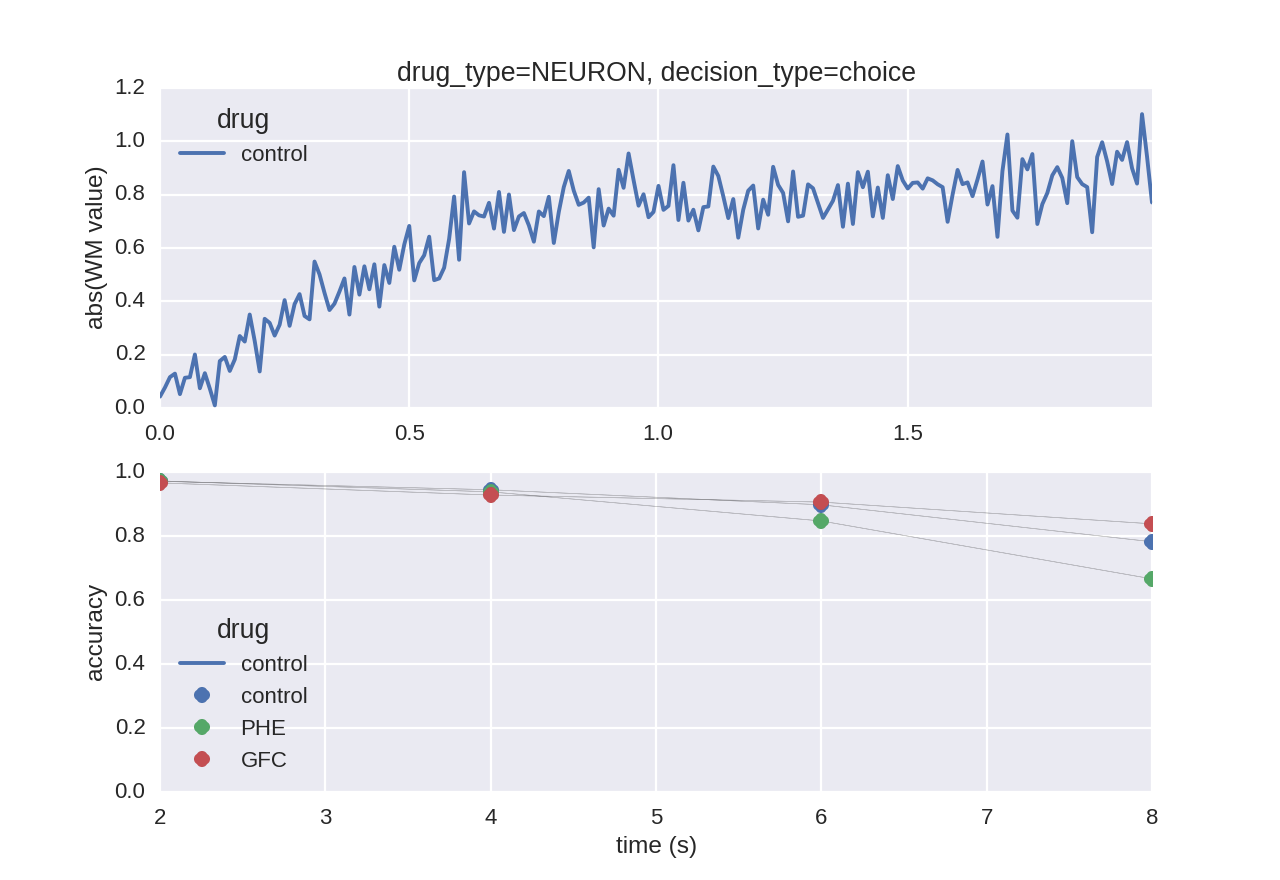 drug_type=NEURON, decision_type=choice
abs(WM value)
1.2
1.0
0.8
0.6
0.4
0.2
0.0
drug
control
0.0 0.5 1.0 1.5
accuracy
1.0
0.8
0.6
0.4
0.2
0.0
drug
control
control
PHE
GFC
2 3 4 5 6 7 8
time (s)